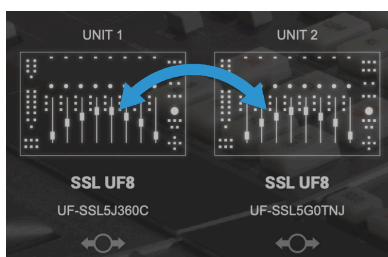 UNIT 1
UNIT 2
SSL UF8
SSL UF8
UF-SSL5J360C
UF-SSL5G0TNJ